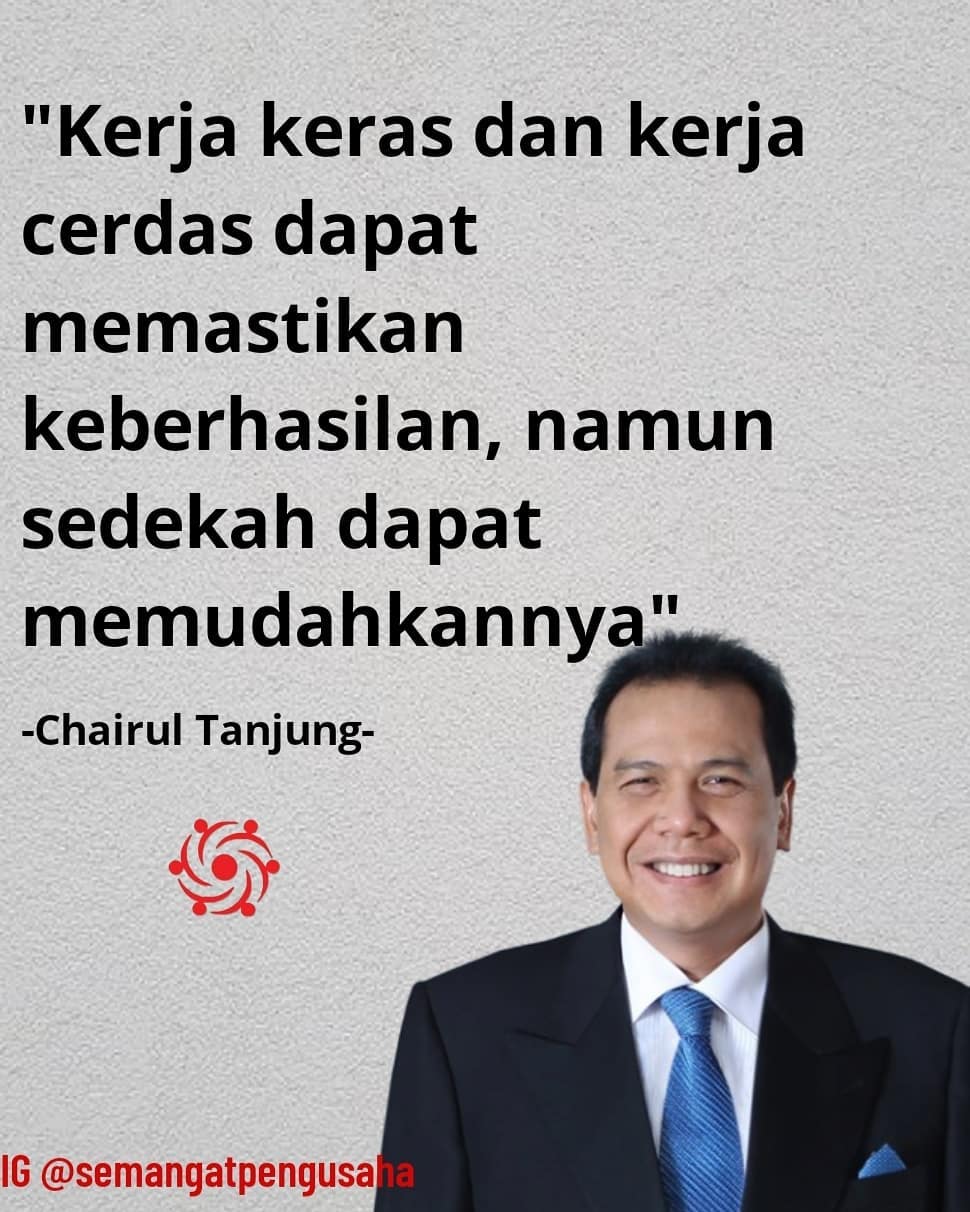 "Kerja keras dan kerja
cerdas dapat
memastikan
keberhasilan, namun
sedekah dapat
memudahkannya"
-Chairul Tanjung-
IG @semangatpengusaha